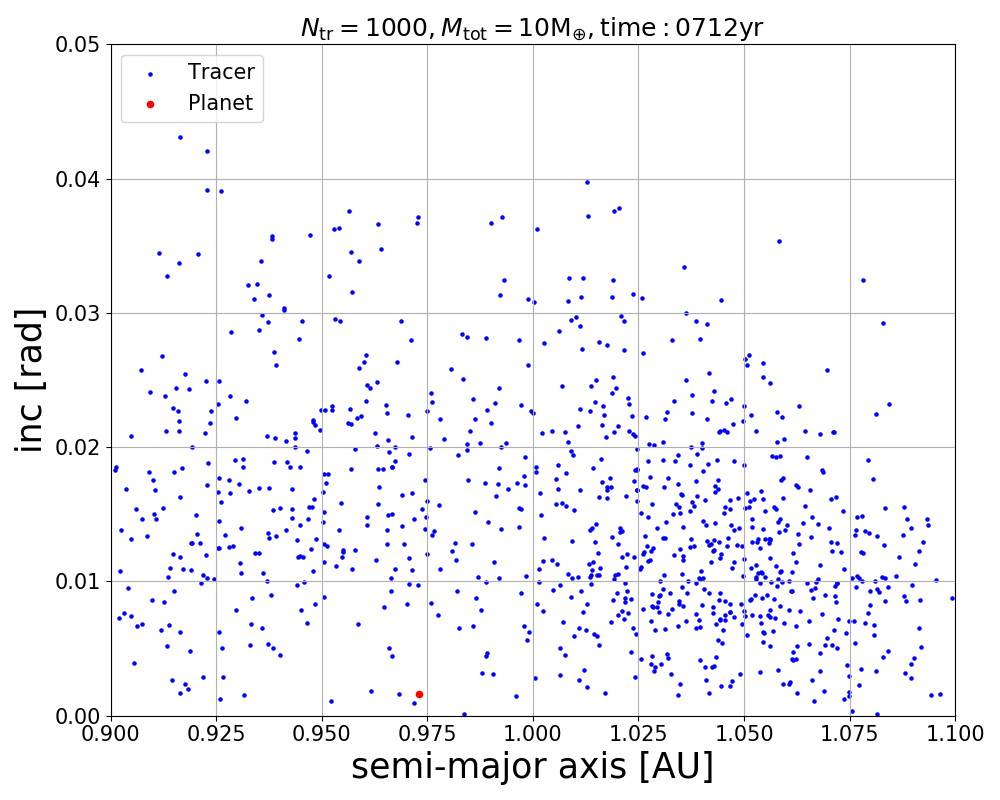 N_tr = 1000, M_tot = 10M_⊕, time : 0712yr
0.05
Tracer
Planet
0.04
0.03
inc [rad]
0.02
0.01
0.00
0.900 0.925 0.950 0.975 1.000 1.025 1.050 1.075 1.100
semi-major axis [AU]